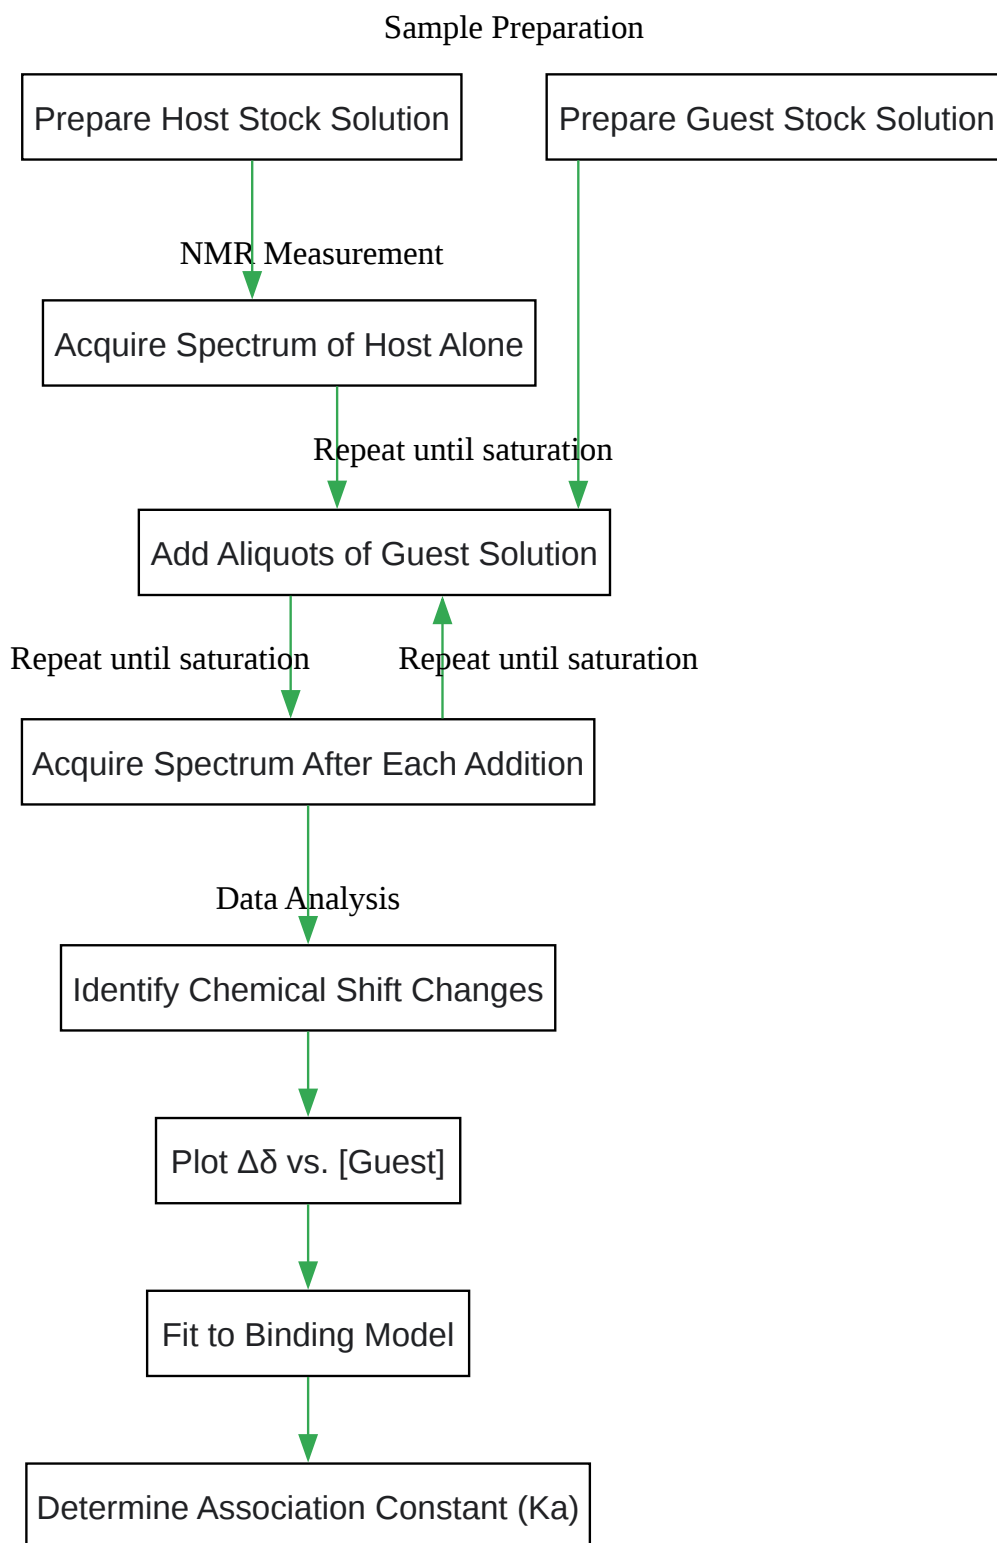 Sample Preparation
Prepare Host Stock Solution
Prepare Guest Stock Solution
NMR Measurement
Acquire Spectrum of Host Alone
Repeat until saturation
Add Aliquots of Guest Solution
Repeat until saturation
Repeat until saturation
Acquire Spectrum After Each Addition
Data Analysis
Identify Chemical Shift Changes
Plot Δδ vs. [Guest]
Fit to Binding Model
Determine Association Constant (Ka)